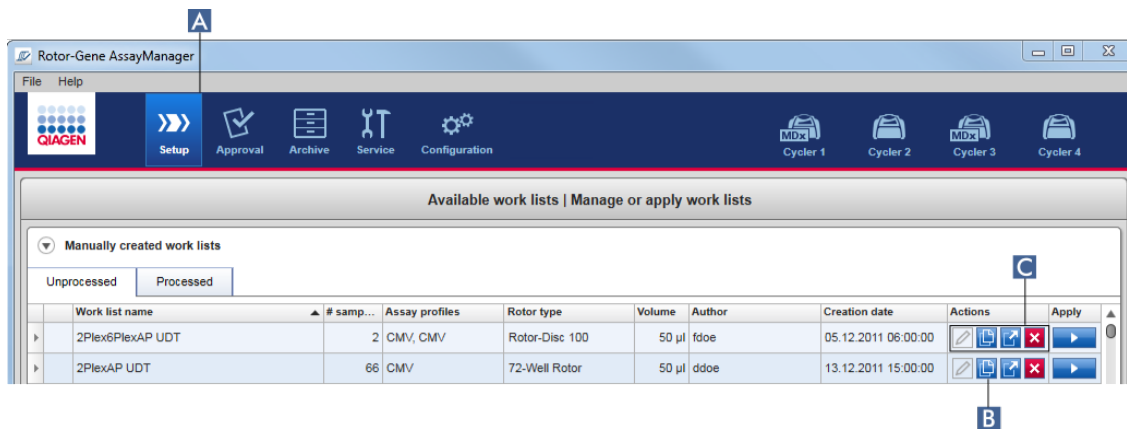 A
Rotor-Gene AssayManager
File Help
QIAGEN
Setup
Approval
Archive
Service
Configuration
MDx
Cycler 1
Cycler 2
MDx
Cycler 3
Cycler 4
Available work lists | Manage or apply work lists
Manually created work lists
C
Unprocessed Processed
Work list name # samp... Assay profiles Rotor type Volume Author Creation date Actions Apply
2Plex6PlexAP UDT 2 CMV, CMV Rotor-Disc 100 50 µl fdoe 05.12.2011 06:00:00
2PlexAP UDT 66 CMV 72-Well Rotor 50 µl ddoe 13.12.2011 15:00:00
B